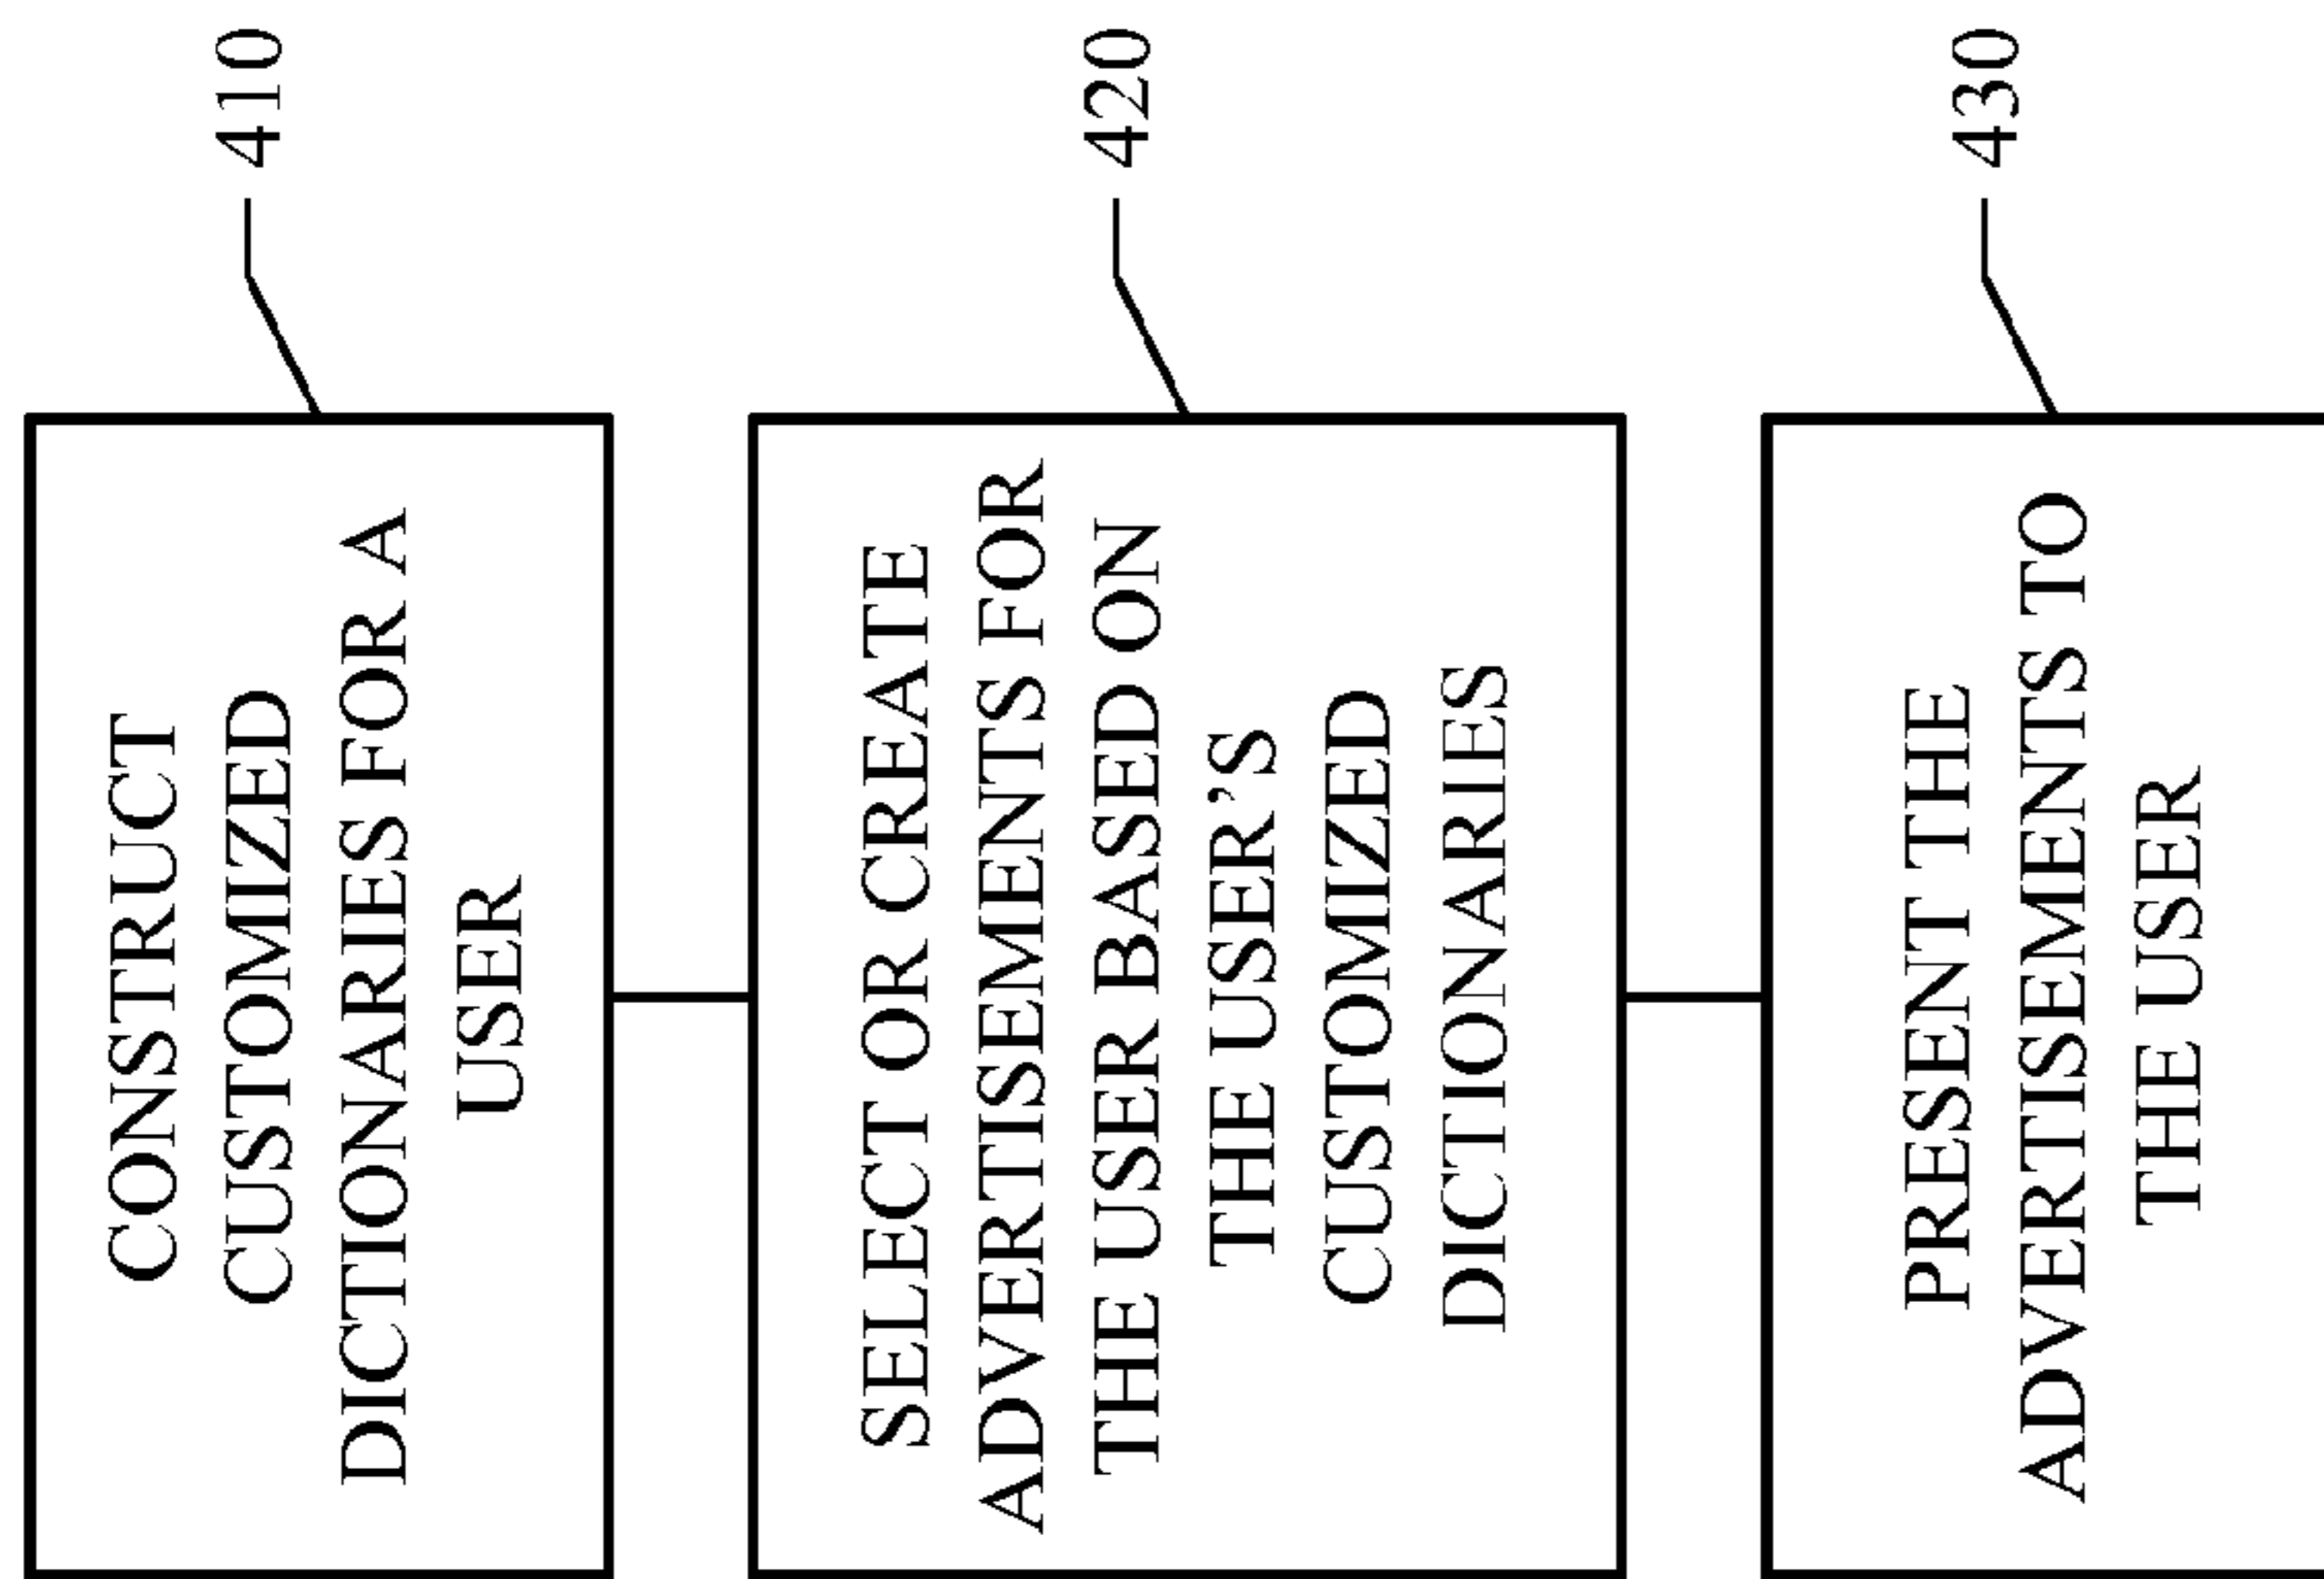 CONSTRUCT
CUSTOMIZED
DICTIONARIES FOR A
USER
410
SELECT OR CREATE
ADVERTISEMENTS FOR
THE USER BASED ON
THE USER'S
CUSTOMIZED
DICTIONARIES
420
PRESENT THE
ADVERTISEMENTS TO
THE USER
430